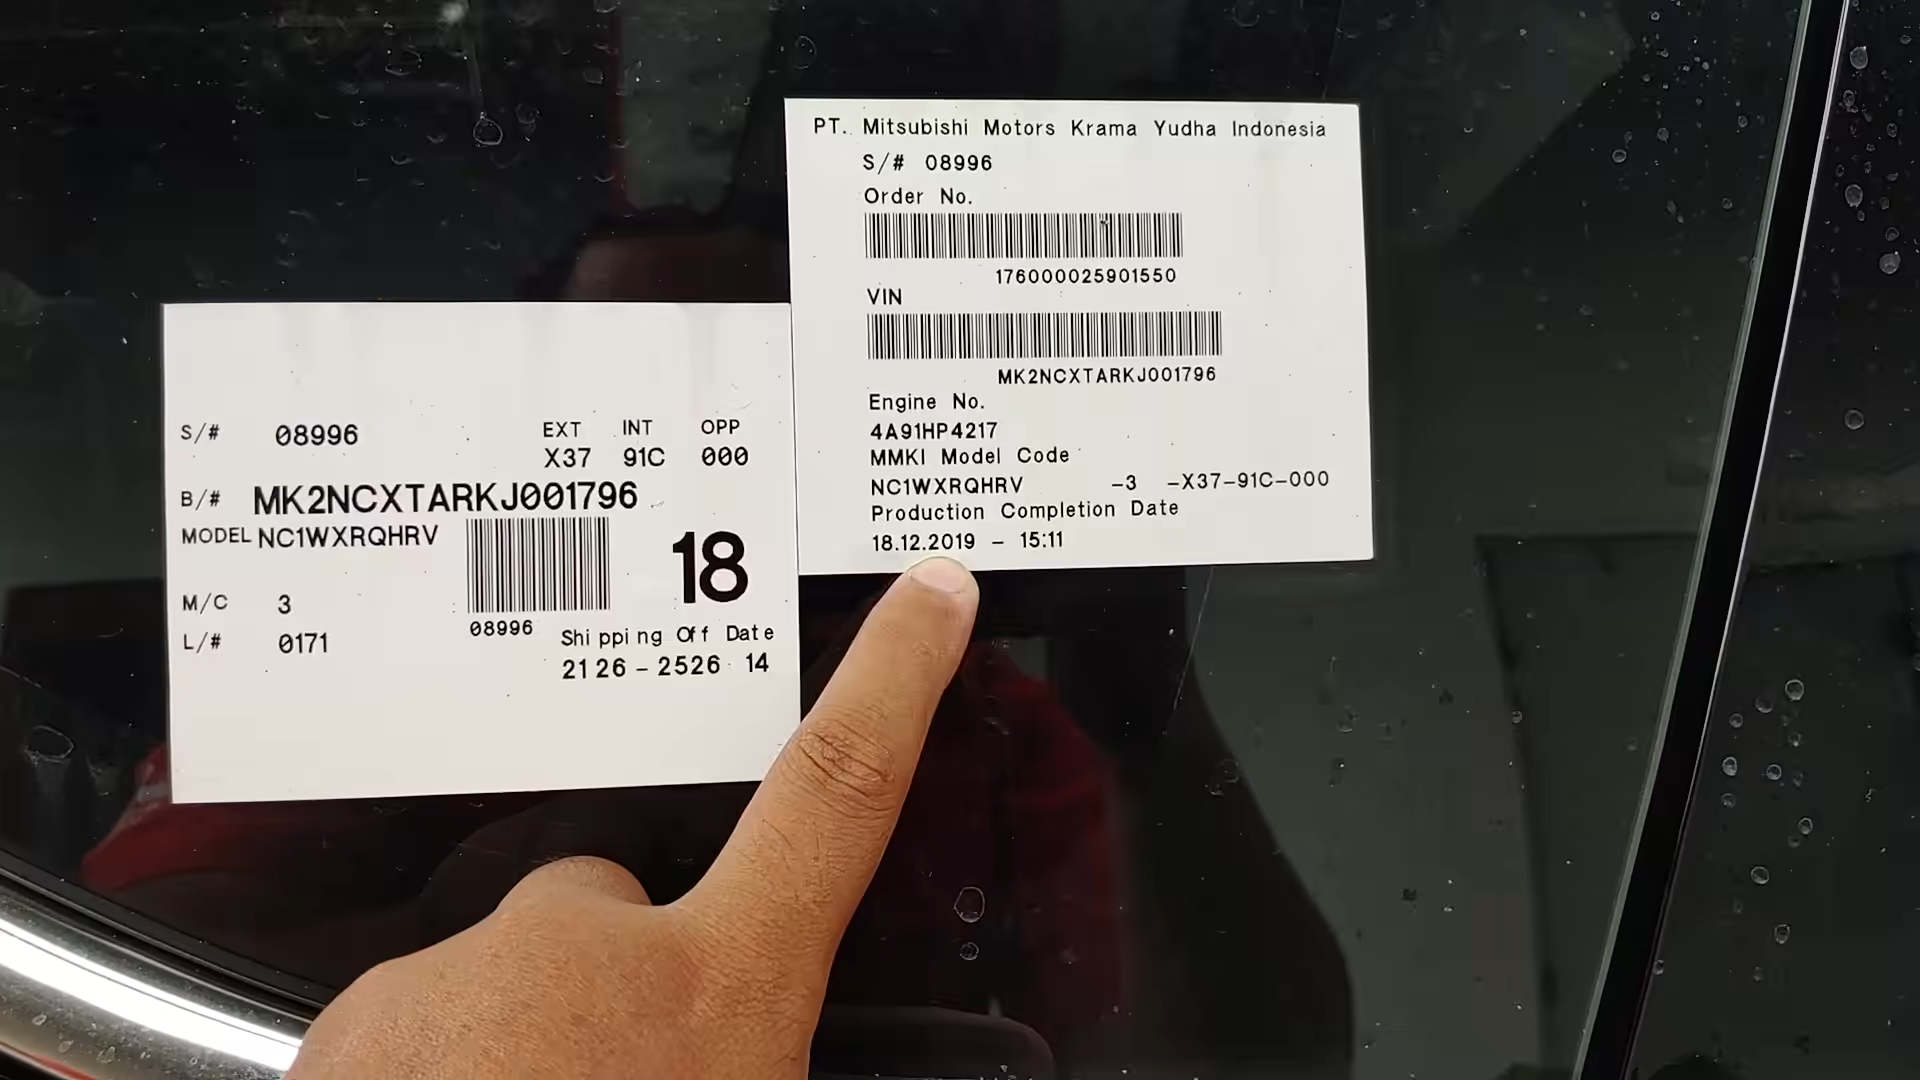 PT. Mitsubishi Motors Krama Yudha Indonesia
S/# 08996
Order No.
176000025901550
VIN
MK2NCXTARKJ001796
Engine No.
4A91HP4217
MMKI Model Code
NC1WXRQHRV -3 -X37-91C-000
Production Completion Date
18.12.2019 - 15:11
S/# 08996 EXT INT OPP
X37 91C 000
B/# MK2NCXTARKJ001796
MODEL NC1WXRQHRV
18
M/C 3
L/# 0171
08996
Shipping Off Date
2126-2526 14